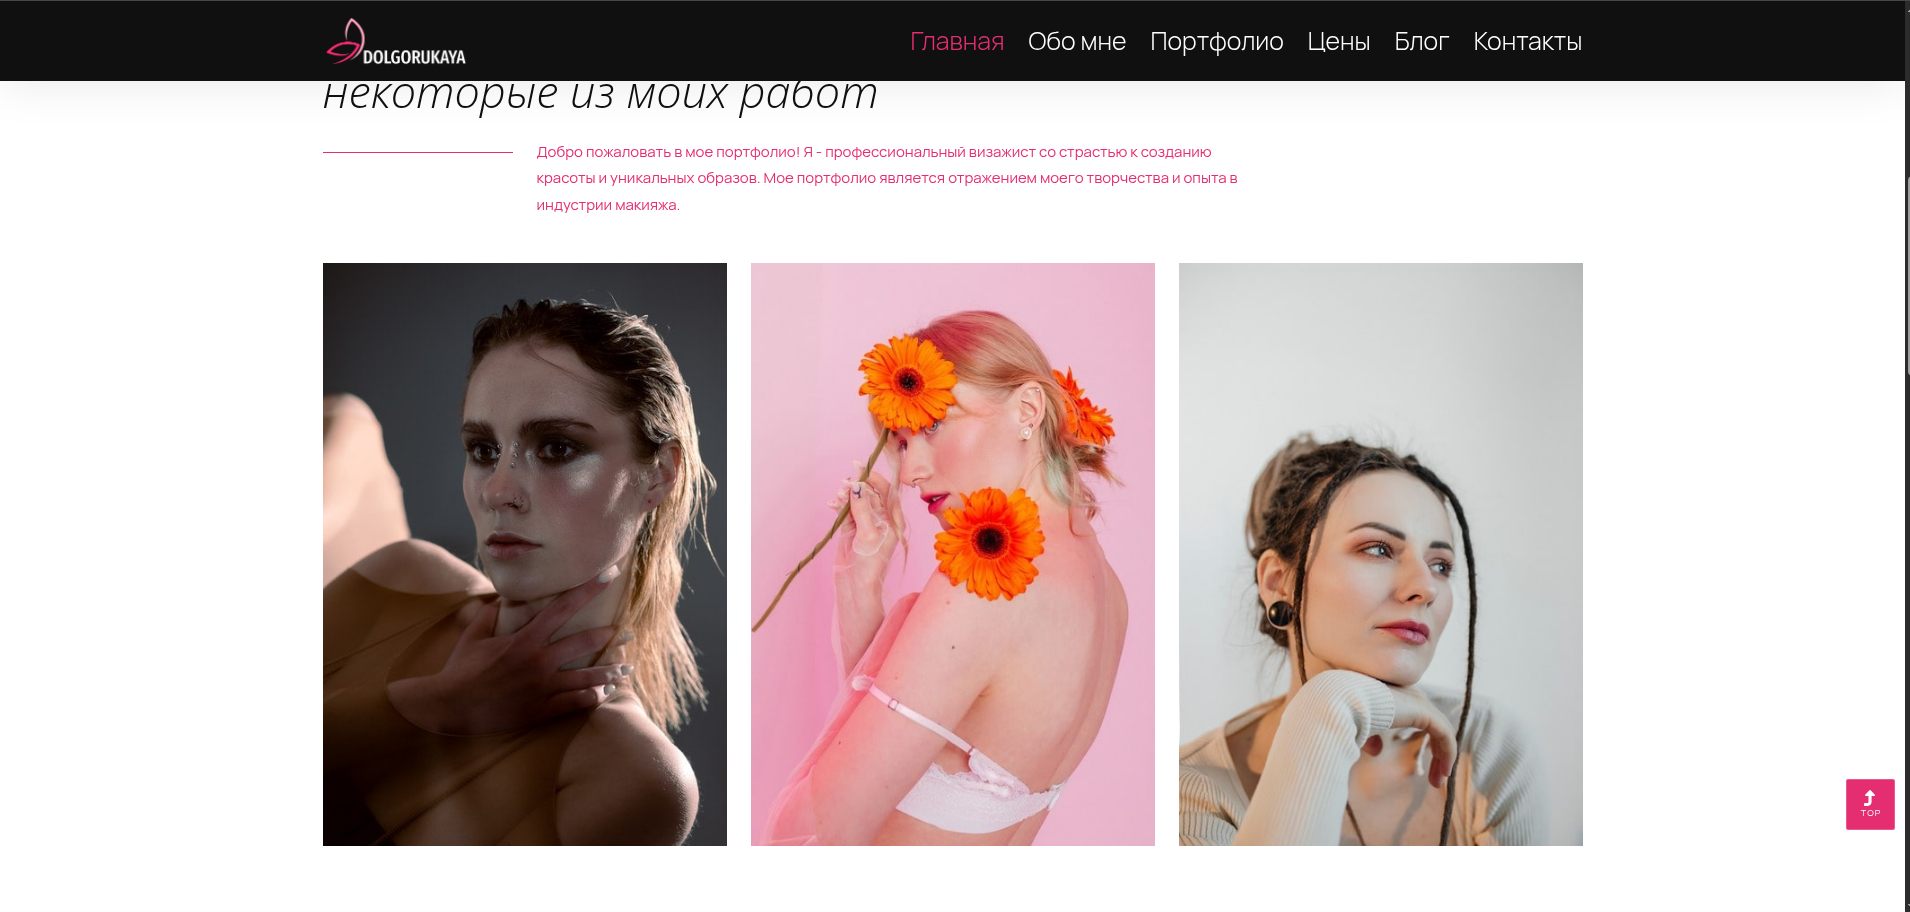 DOLGORUKAYA
Главная Обо мне Портфолио Цены Блог Контакты
некоторые из моих работ
Добро пожаловать в мое портфолио! Я - профессиональный визажист со страстью к созданию
красоты и уникальных образов. Мое портфолио является отражением моего творчества и опыта в
индустрии макияжа.
TOP